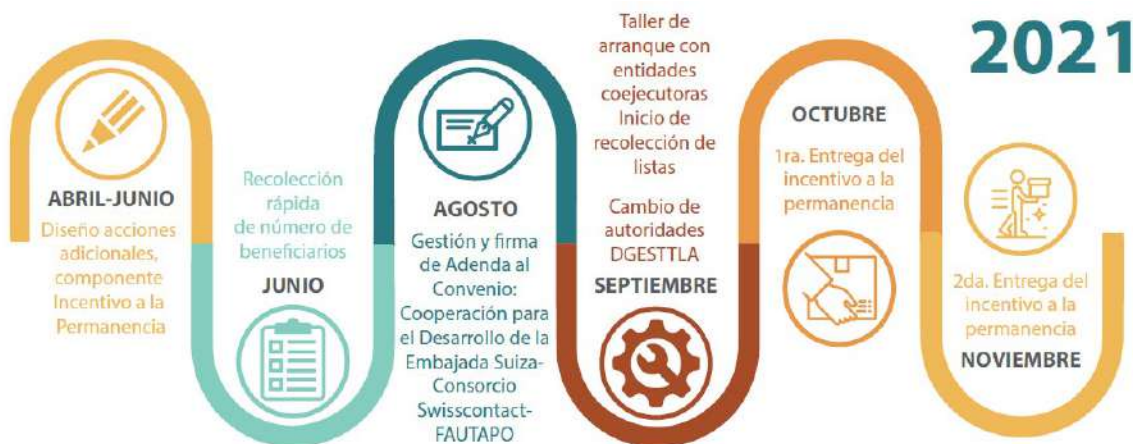 2021
ABRIL-JUNIO
Diseño acciones
adicionales,
componente
Incentivo a la
Permanencia
Recolección
rápida
de número de
beneficiarios
JUNIO
AGOSTO
Gestión y firma
de Adenda al
Convenio:
Cooperación para
el Desarrollo de la
Embajada Suiza-
Consorcio
Swisscontact-
FAUTAPO
Taller de
arranque con
entidades
coejecutoras
Inicio de
recolección de
listas
Cambio de
autoridades
DGESTTLA
SEPTIEMBRE
OCTUBRE
1ra. Entrega del
incentivo a la
permanencia
2da. Entrega del
incentivo a la
permanencia
NOVIEMBRE